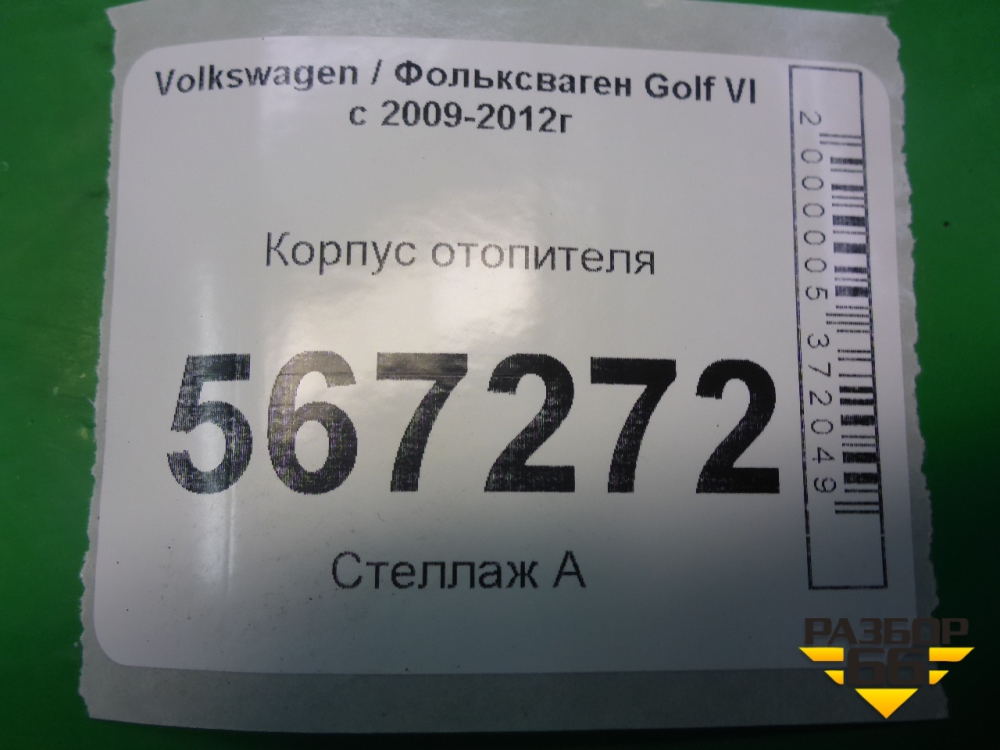 Volkswagen / Фольксваген Golf VI
с 2009-2012г
Корпус отопителя
567272
Стеллаж А
2000005372049
РАЗБОР
66